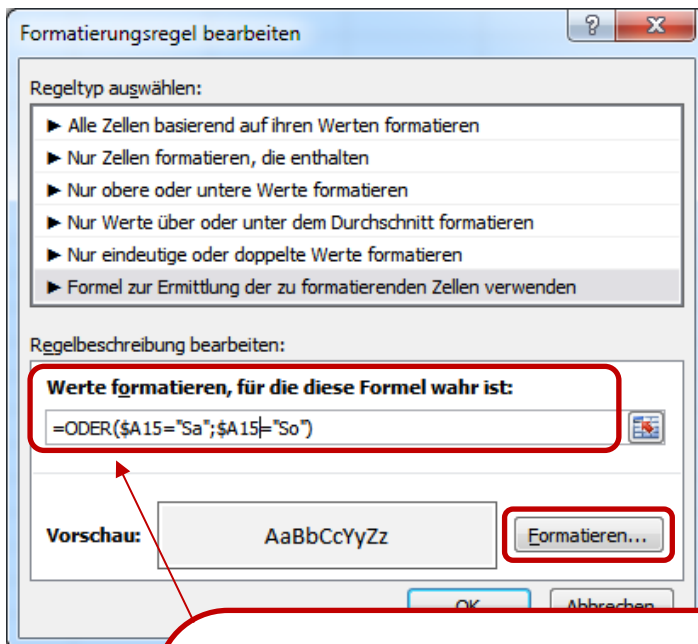 Formatierungsregel bearbeiten
Regeltyp auswählen:
► Alle Zellen basierend auf ihren Werten formatieren
► Nur Zellen formatieren, die enthalten
► Nur obere oder untere Werte formatieren
► Nur Werte über oder unter dem Durchschnitt formatieren
► Nur eindeutige oder doppelte Werte formatieren
► Formel zur Ermittlung der zu formatierenden Zellen verwenden
Regelbeschreibung bearbeiten:
Werte formatieren, für die diese Formel wahr ist:
=ODER($A15="Sa";$A15="So")
Vorschau: AaBbCcYyZz Formatieren...
OK Abbrechen